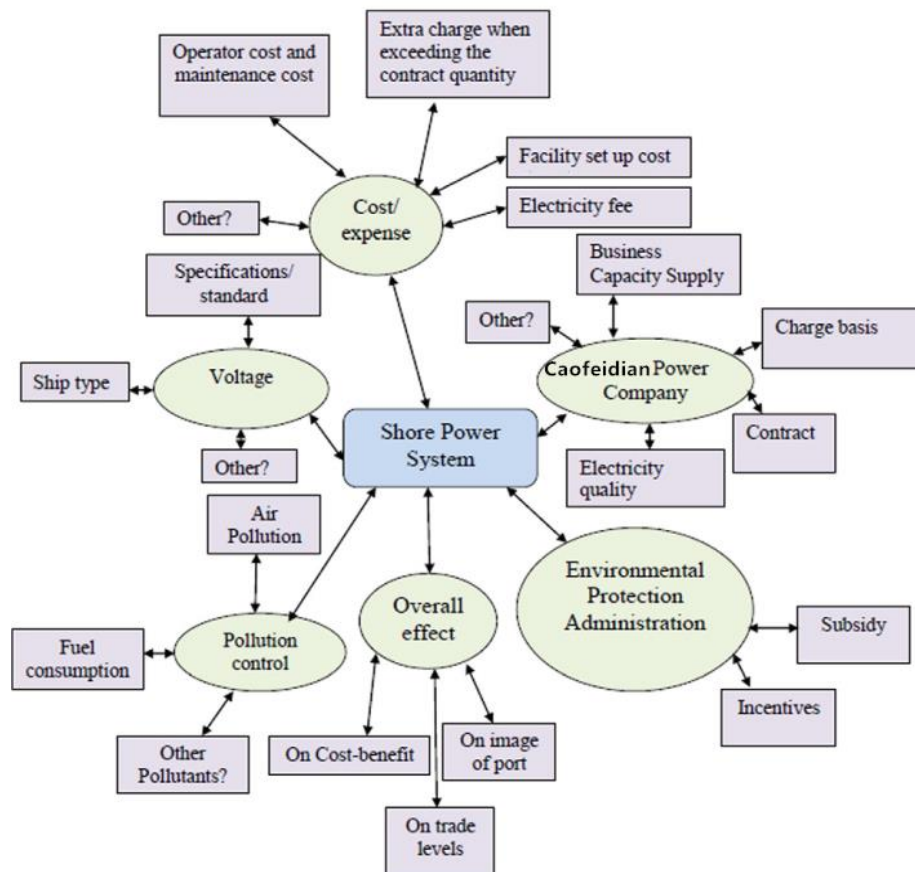 Operator cost and
maintenance cost
Extra charge when
exceeding the
contract quantity
Facility set up cost
Electricity fee
Other?
Cost/
expense
Specifications/
standard
Ship type
Voltage
Other?
Business
Capacity Supply
Other?
Charge basis
Caofeidian Power
Company
Contract
Electricity
quality
Shore Power
System
Air
Pollution
Fuel
consumption
Pollution
control
Other
Pollutants?
Overall
effect
On Cost-benefit
On image
of port
On trade
levels
Environmental
Protection
Administration
Subsidy
Incentives